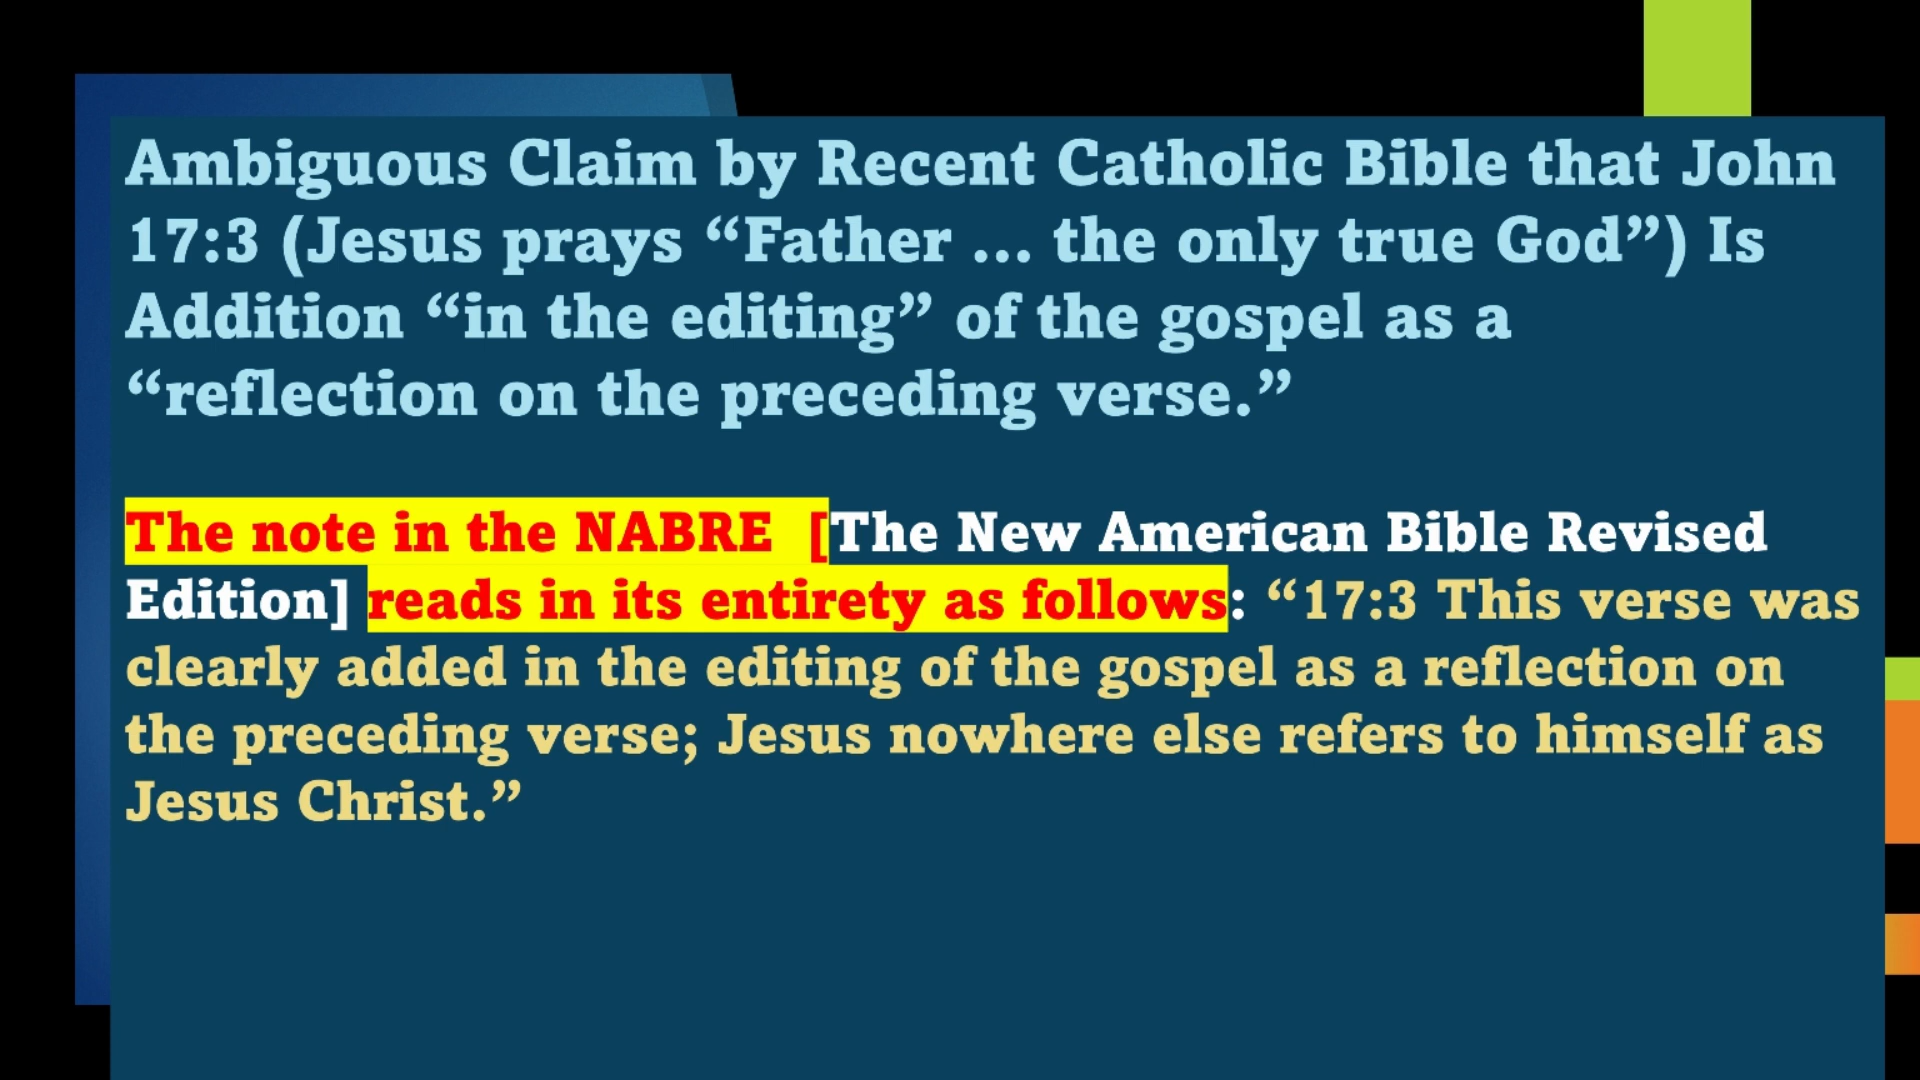 Ambiguous Claim by Recent Catholic Bible that John
17:3 (Jesus prays “Father ... the only true God”) Is
Addition “in the editing” of the gospel as a
“reflection on the preceding verse.”
The note in the NABRE [The New American Bible Revised
Edition] reads in its entirety as follows: “17:3 This verse was
clearly added in the editing of the gospel as a reflection on
the preceding verse; Jesus nowhere else refers to himself as
Jesus Christ.”